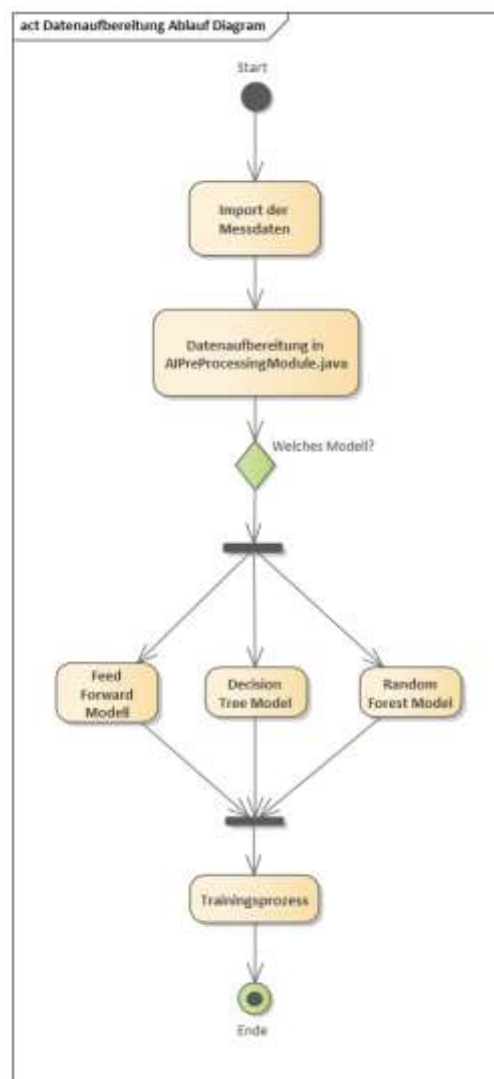 act Datenaufbereitung Ablauf Diagram
Start
Import der
Messdaten
Datenaufbereitung in
AIPreProcessingModule.java
Welches Modell?
Feed
Forward
Modell
Decision
Tree Model
Random
Forest Model
Trainingsprozess
Ende